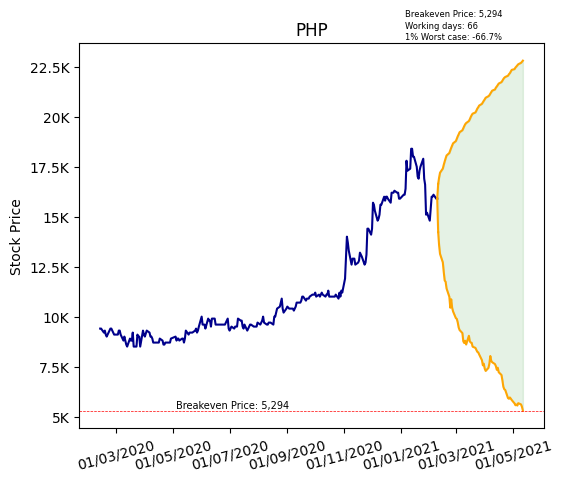 Breakeven Price: 5,294
Working days: 66
1% Worst case: -66.7%
PHP
Stock Price
22.5K
20K
17.5K
15K
12.5K
10K
7.5K
5K
Breakeven Price: 5,294
01/03/2020
01/05/2020
01/07/2020
01/09/2020
01/11/2020
01/01/2021
01/03/2021
01/05/2021